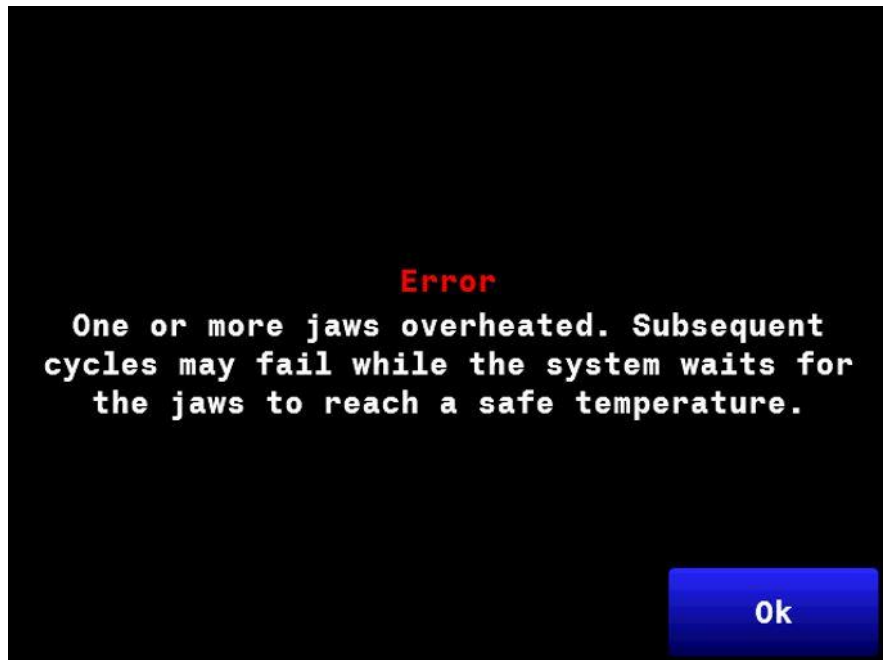 Error
One or more jaws overheated. Subsequent
cycles may fail while the system waits for
the jaws to reach a safe temperature.
Ok